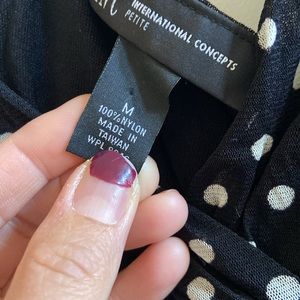 INTERNATIONAL CONCEPTS
PETITE
M
100% NYLON
MADE IN
TAIWAN
WPL